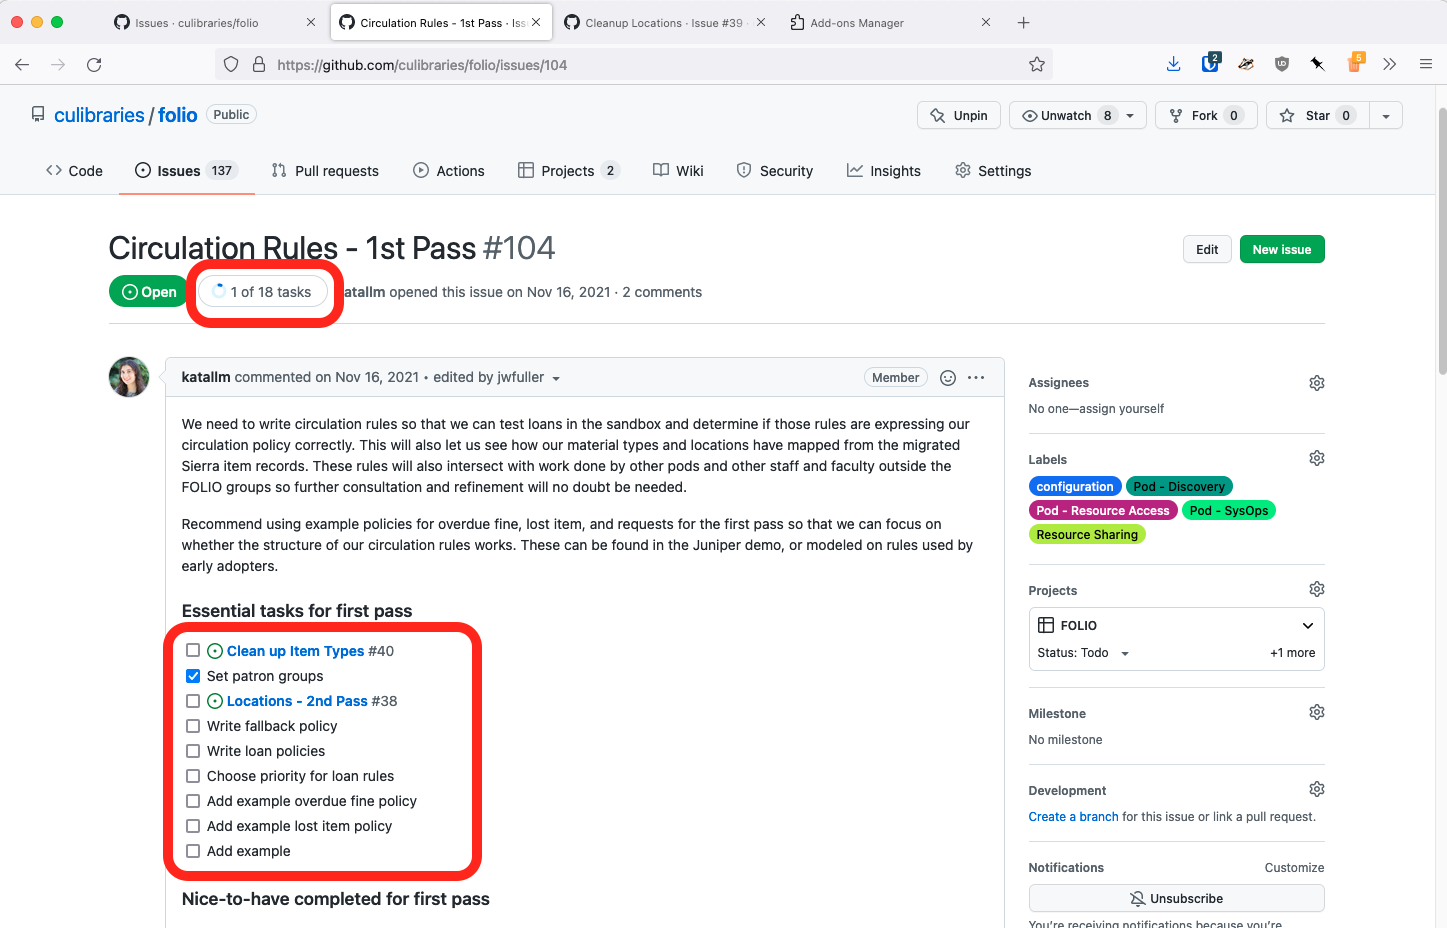 Issues · culibraries/folio
Circulation Rules - 1st Pass · Iss
Cleanup Locations · Issue #39 ·
Add-ons Manager
https://github.com/culibraries/folio/issues/104
2
5
culibraries / folio Public
Unpin
Unwatch 8
Fork 0
Star 0
Code
Issues 137
Pull requests
Actions
Projects 2
Wiki
Security
Insights
Settings
Circulation Rules - 1st Pass #104
Edit
New issue
Open
1 of 18 tasks
atallm opened this issue on Nov 16, 2021 · 2 comments
katallm commented on Nov 16, 2021 • edited by jwfuller
Member
We need to write circulation rules so that we can test loans in the sandbox and determine if those rules are expressing our
circulation policy correctly. This will also let us see how our material types and locations have mapped from the migrated
Sierra item records. These rules will also intersect with work done by other pods and other staff and faculty outside the
FOLIO groups so further consultation and refinement will no doubt be needed.
Recommend using example policies for overdue fine, lost item, and requests for the first pass so that we can focus on
whether the structure of our circulation rules works. These can be found in the Juniper demo, or modeled on rules used by
early adopters.
Essential tasks for first pass
Clean up Item Types #40
Set patron groups
Locations - 2nd Pass #38
Write fallback policy
Write loan policies
Choose priority for loan rules
Add example overdue fine policy
Add example lost item policy
Add example
Nice-to-have completed for first pass
Assignees
No one—assign yourself
Labels
configuration
Pod - Discovery
Pod - Resource Access
Pod - SysOps
Resource Sharing
Projects
FOLIO
Status: Todo
+1 more
Milestone
No milestone
Development
Create a branch for this issue or link a pull request.
Notifications
Customize
Unsubscribe
You're receiving notifications because you're